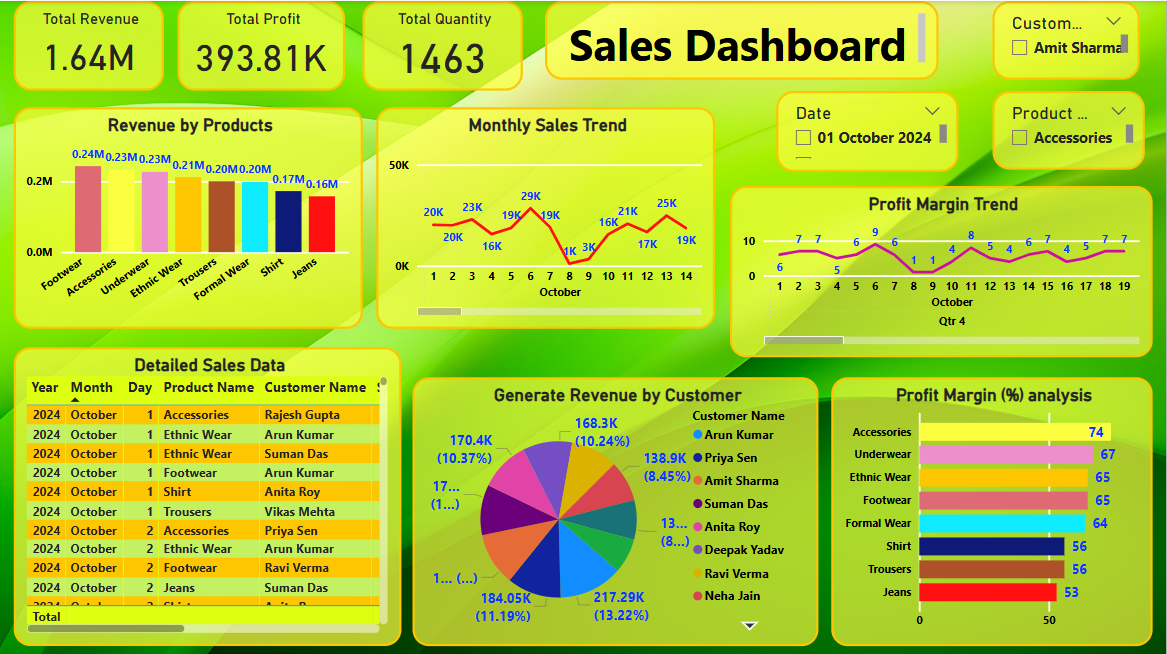 Total Revenue
1.64M
Total Profit
393.81K
Total Quantity
1463
Sales Dashboard
Custom...
Amit Sharma
Date
01 October 2024
Product ...
Accessories
Revenue by Products
0.24M 0.23M 0.23M 0.21M 0.20M 0.20M 0.17M 0.16M
0.2M
0.0M
Footwear Accessories Underwear Ethnic Wear Trousers Formal Wear Shirt Jeans
Monthly Sales Trend
50K
20K 20K 23K 16K 19K 29K 19K 1K 3K 16K 21K 17K 25K 19K
0K
1 2 3 4 5 6 7 8 9 10 11 12 13 14
October
Profit Margin Trend
10
6 7 7 5 6 9 6 1 1 4 8 5 4 6 7 4 5 7 7
0
1 2 3 4 5 6 7 8 9 10 11 12 13 14 15 16 17 18 19
October
Qtr 4
Detailed Sales Data
Year Month Day Product Name Customer Name
2024 October 1 Accessories Rajesh Gupta
2024 October 1 Ethnic Wear Arun Kumar
2024 October 1 Ethnic Wear Suman Das
2024 October 1 Footwear Arun Kumar
2024 October 1 Shirt Anita Roy
2024 October 1 Trousers Vikas Mehta
2024 October 2 Accessories Priya Sen
2024 October 2 Ethnic Wear Arun Kumar
2024 October 2 Footwear Ravi Verma
2024 October 2 Jeans Suman Das
Total
Generate Revenue by Customer
168.3K
(10.24%)
138.9K
(8.45%)
13...
(8...)
217.29K
(13.22%)
184.05K
(11.19%)
1... (...)
17...
(1...)
170.4K
(10.37%)
Customer Name
Arun Kumar
Priya Sen
Amit Sharma
Suman Das
Anita Roy
Deepak Yadav
Ravi Verma
Neha Jain
Profit Margin (%) analysis
Accessories 74
Underwear 67
Ethnic Wear 65
Footwear 65
Formal Wear 64
Shirt 56
Trousers 56
Jeans 53
0 50